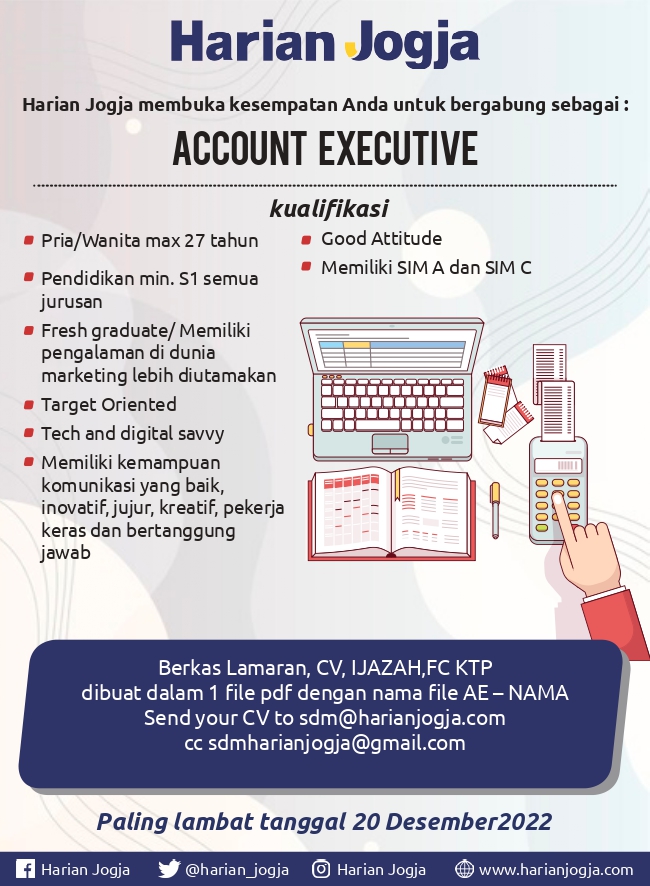 Harian Jogja
Harian Jogja membuka kesempatan Anda untuk bergabung sebagai :
ACCOUNT EXECUTIVE
kualifikasi
Pria/Wanita max 27 tahun
Pendidikan min. S1 semua
jurusan
Fresh graduate/ Memiliki
pengalaman di dunia
marketing lebih diutamakan
Target Oriented
Tech and digital savvy
Memiliki kemampuan
komunikasi yang baik,
inovatif, jujur, kreatif, pekerja
keras dan bertanggung
jawab
Good Attitude
Memiliki SIM A dan SIM C
Berkas Lamaran, CV, IJAZAH,FC KTP
dibuat dalam 1 file pdf dengan nama file AE – NAMA
Send your CV to sdm@harianjogja.com
cc sdmharianjogja@gmail.com
Paling lambat tanggal 20 Desember2022
Harian Jogja @harian_jogja Harian Jogja www.harianjogja.com